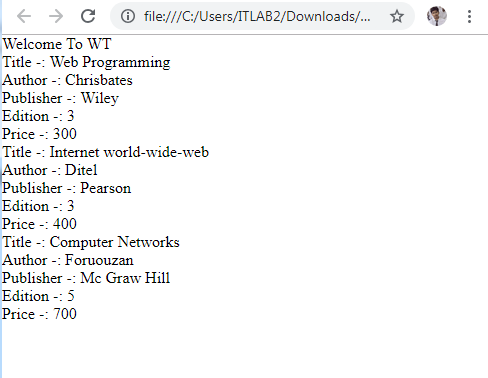 file:///C:/Users/ITLAB2/Downloads/...
Welcome To WT
Title -: Web Programming
Author -: Chrisbates
Publisher -: Wiley
Edition -: 3
Price -: 300
Title -: Internet world-wide-web
Author -: Ditel
Publisher -: Pearson
Edition -: 3
Price -: 400
Title -: Computer Networks
Author -: Foruouzan
Publisher -: Mc Graw Hill
Edition -: 5
Price -: 700